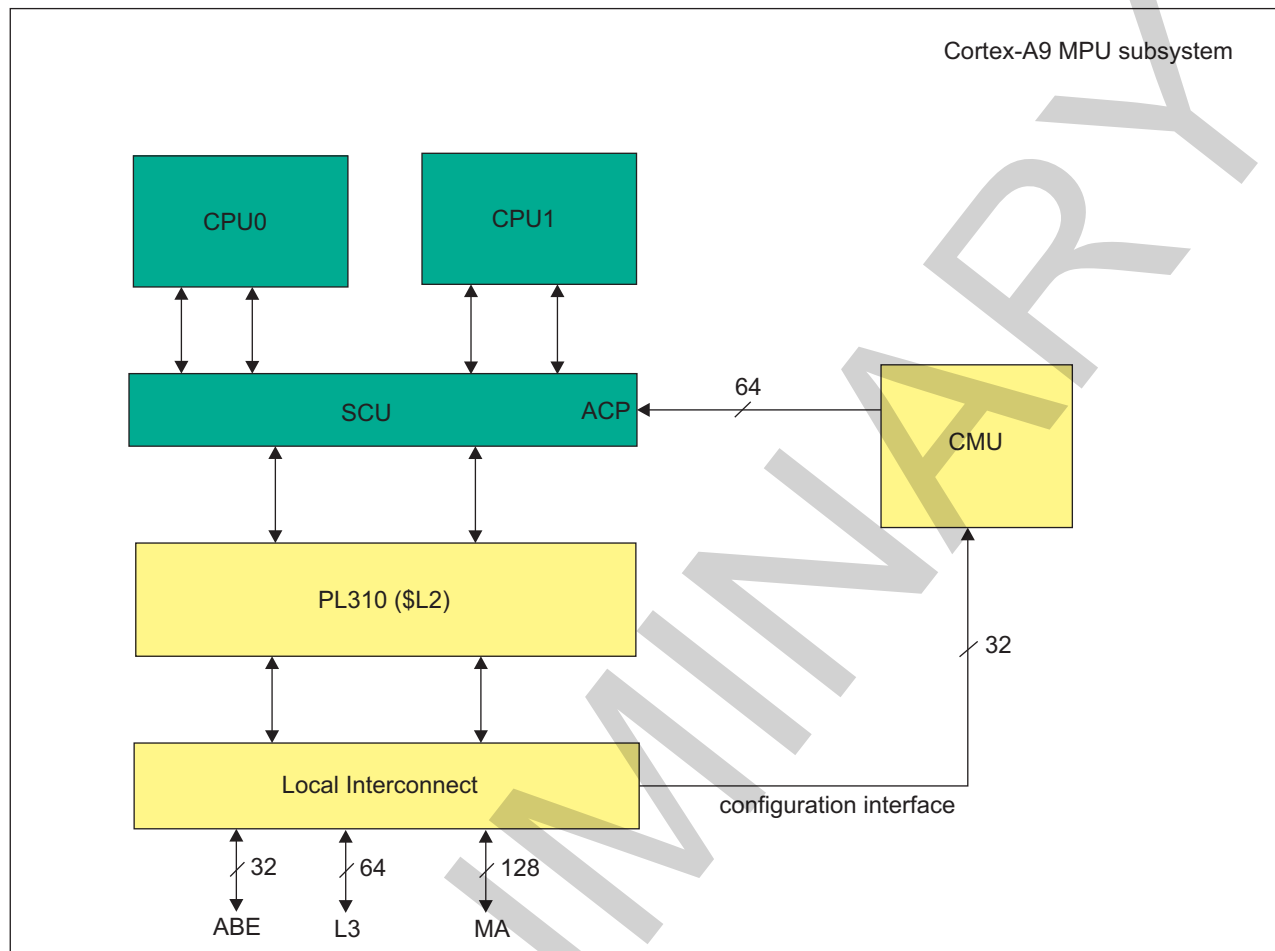 Cortex-A9 MPU subsystem
CPU0
CPU1
SCU
ACP
64
CMU
PL310 ($L2)
32
Local Interconnect
configuration interface
32
64
128
ABE
L3
MA
IMINARY